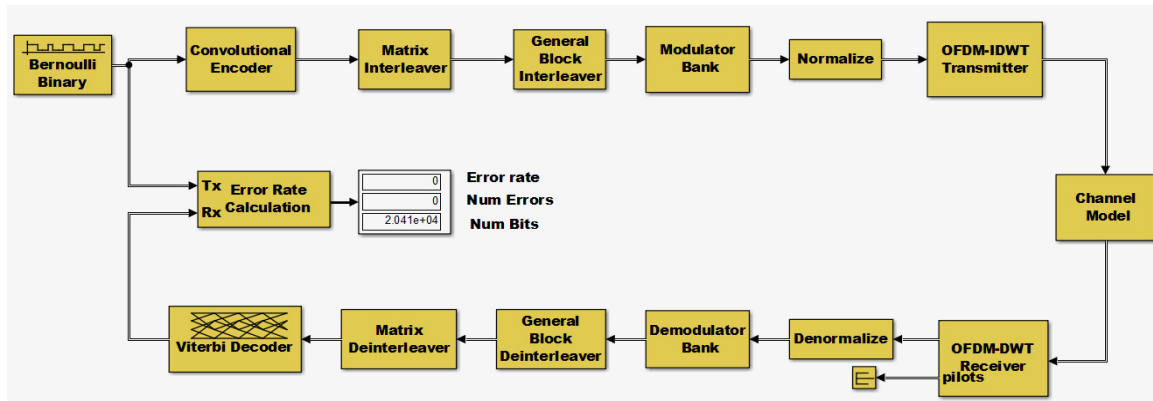 Bernoulli
Binary
Convolutional
Encoder
Matrix
Interleaver
General
Block
Interleaver
Modulator
Bank
Normalize
OFDM-IDWT
Transmitter
Channel
Model
Tx
Rx
Error Rate
Calculation
0
0
2.041e+04
Error rate
Num Errors
Num Bits
Viterbi Decoder
Matrix
Deinterleaver
General
Block
Deinterleaver
Demodulator
Bank
Denormalize
OFDM-DWT
Receiver
pilots